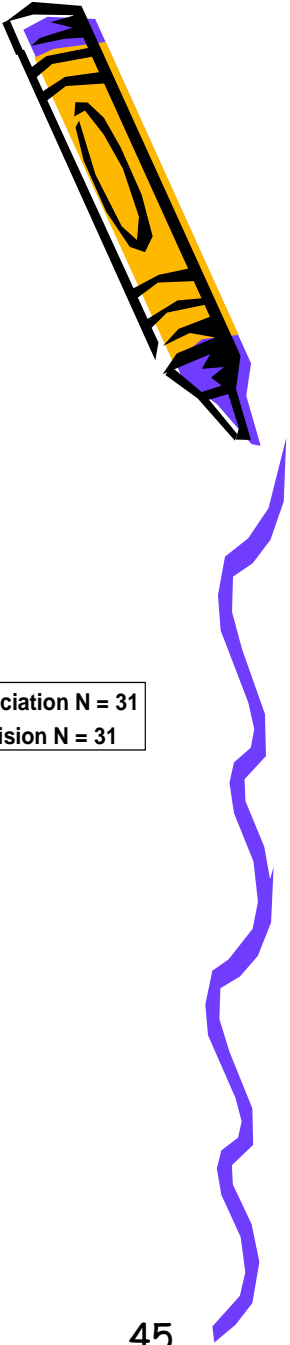 ciation N = 31
ision N = 31
45